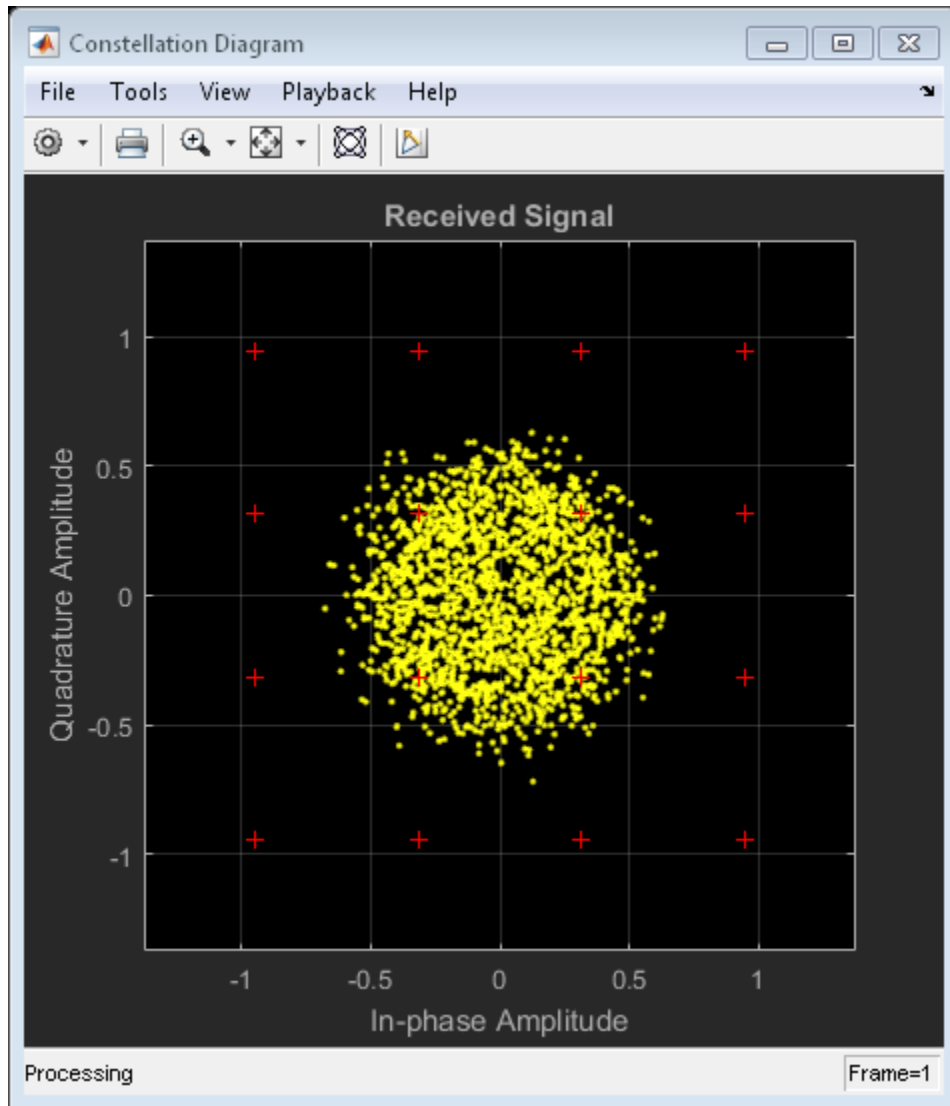 Constellation Diagram
File Tools View Playback Help
Received Signal
1
0.5
0
-0.5
-1
Quadrature Amplitude
-1 -0.5 0 0.5 1
In-phase Amplitude
Processing Frame=1